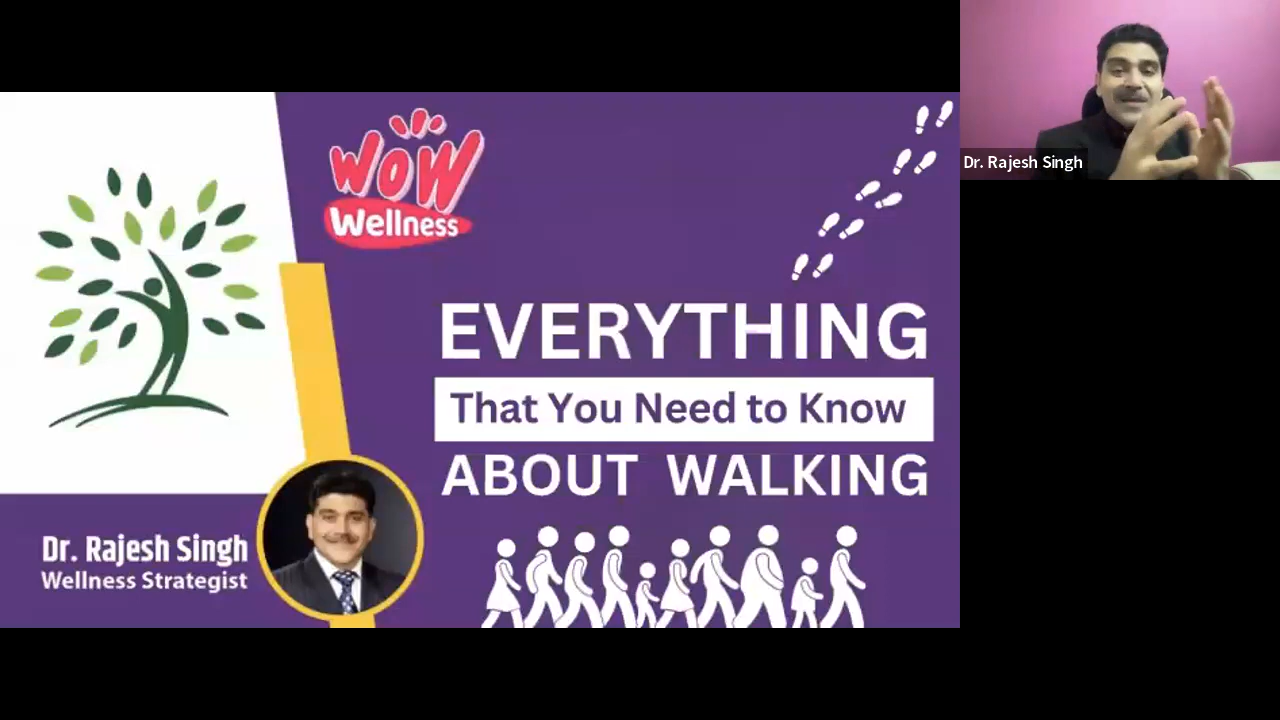 WOW
Wellness
EVERYTHING
That You Need to Know
ABOUT WALKING
Dr. Rajesh Singh
Wellness Strategist
Dr. Rajesh Singh